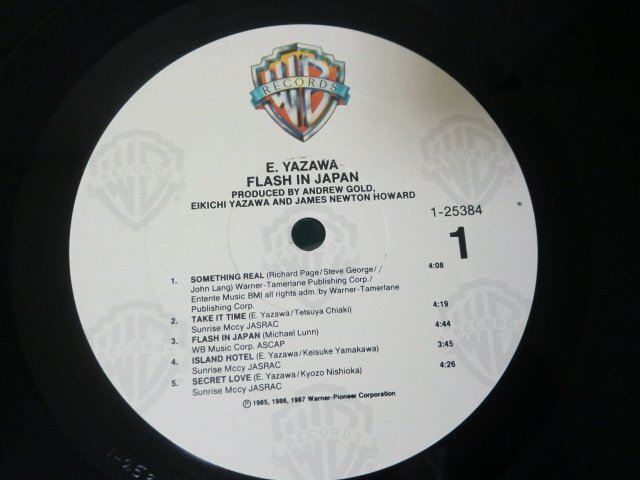 WB
RECORDS
E. YAZAWA
FLASH IN JAPAN
PRODUCED BY ANDREW GOLD,
EIKICHI YAZAWA AND JAMES NEWTON HOWARD
1-25384
1
1. SOMETHING REAL (Richard Page/Steve George/ 4:08
John Lang) Warner-Tamerlane Publishing Corp./
Entente Music BMI all rights adm. by Warner-Tamerlane
Publishing Corp.
2. TAKE IT TIME (E. Yazawa/Tetsuya Chiaki) 4:19
Sunrise Mccy JASRAC
3. FLASH IN JAPAN (Michael Lunn) 4:44
WB Music Corp. ASCAP
4. ISLAND HOTEL (E. Yazawa/Keisuke Yamakawa) 3:45
Sunrise Mccy JASRAC
5. SECRET LOVE (E. Yazawa/Kyozo Nishioka) 4:26
Sunrise Mccy JASRAC
Ⓟ 1985, 1986, 1987 Warner-Pioneer Corporation